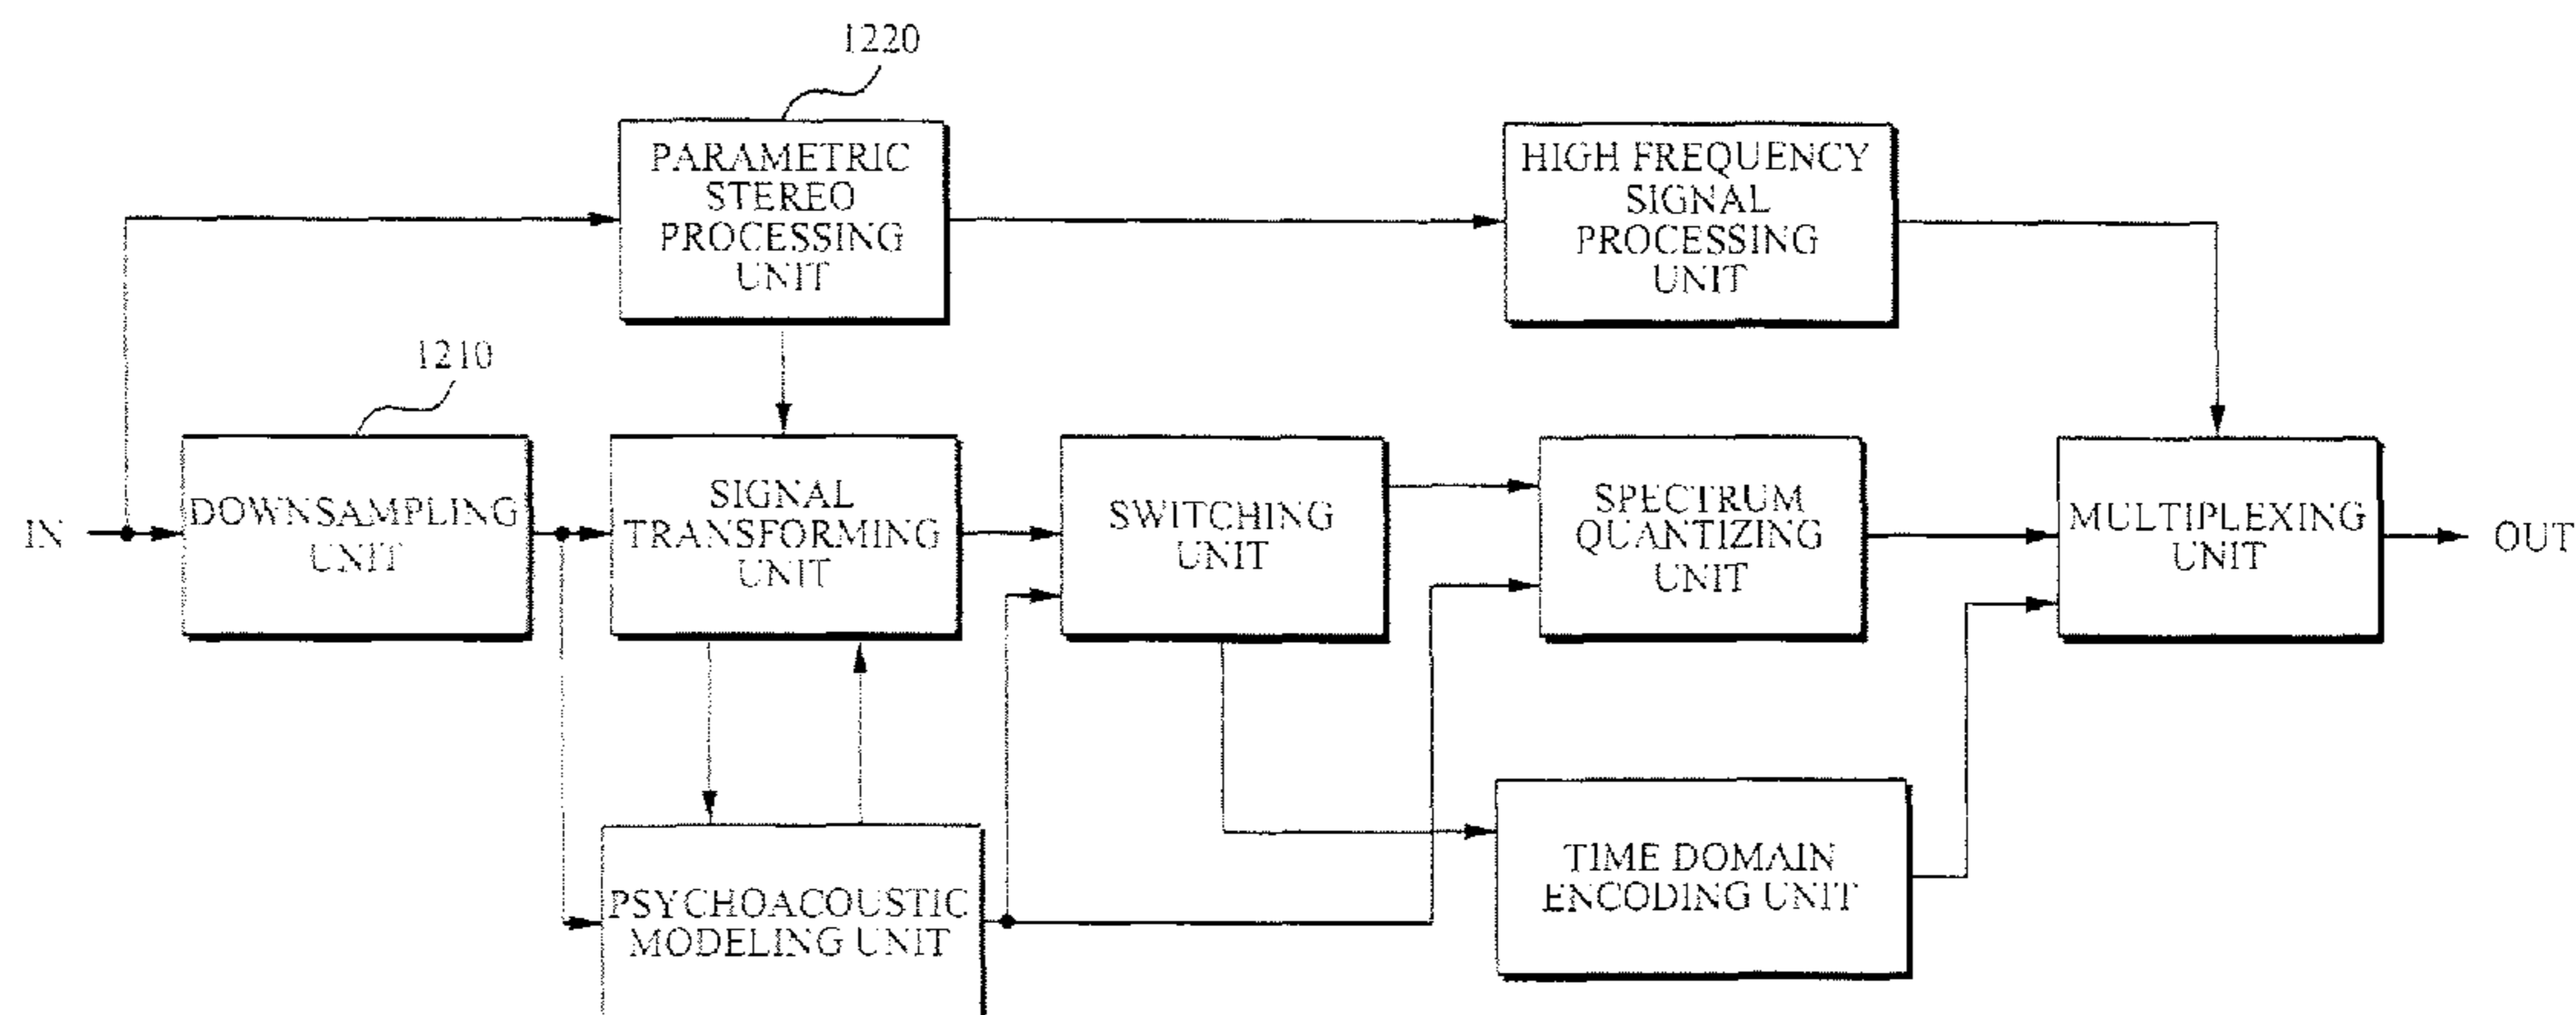 1220
PARAMETRIC
STEREO
PROCESSING
UNIT
HIGH FREQUENCY
SIGNAL
PROCESSING
UNIT
1210
IN
DOWNSAMPLING
UNIT
SIGNAL
TRANSFORMING
UNIT
SWITCHING
UNIT
SPECTRUM
QUANTIZING
UNIT
MULTIPLEXING
UNIT
OUT
PSYCHOACOUSTIC
MODELING UNIT
TIME DOMAIN
ENCODING UNIT